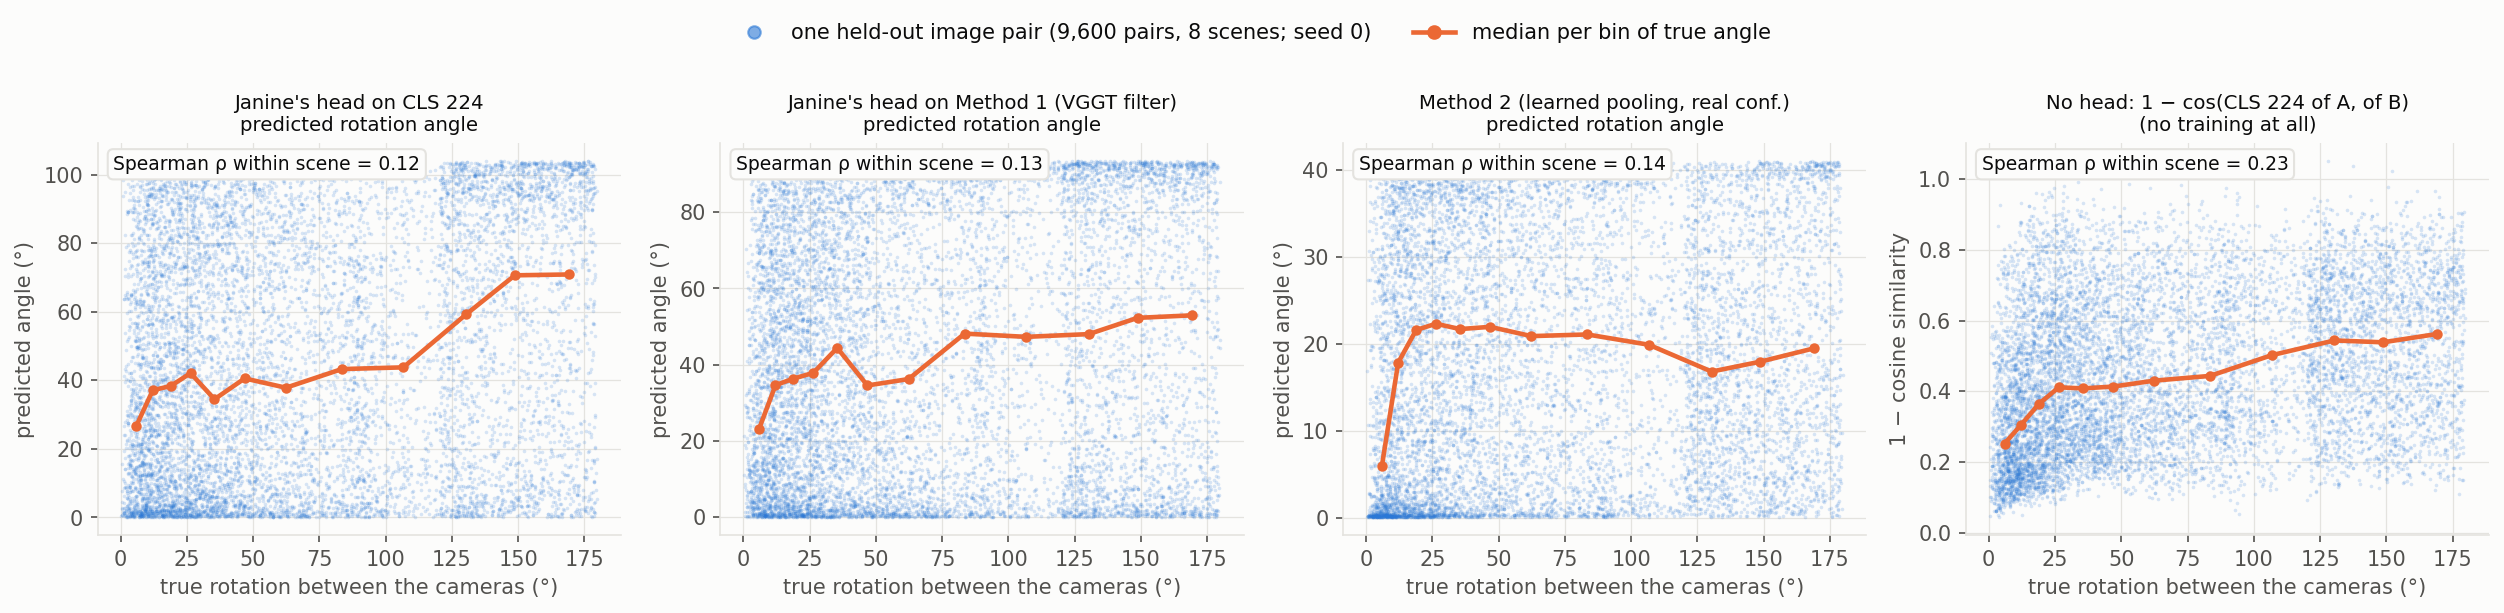 one held-out image pair (9,600 pairs, 8 scenes; seed 0)
median per bin of true angle
Janine's head on CLS 224
predicted rotation angle
Spearman ρ within scene = 0.12
predicted angle (°)
100
80
60
40
20
0
0 25 50 75 100 125 150 175
true rotation between the cameras (°)
Janine's head on Method 1 (VGGT filter)
predicted rotation angle
Spearman ρ within scene = 0.13
predicted angle (°)
80
60
40
20
0
0 25 50 75 100 125 150 175
true rotation between the cameras (°)
Method 2 (learned pooling, real conf.)
predicted rotation angle
Spearman ρ within scene = 0.14
predicted angle (°)
40
30
20
10
0
0 25 50 75 100 125 150 175
true rotation between the cameras (°)
No head: 1 − cos(CLS 224 of A, of B)
(no training at all)
Spearman ρ within scene = 0.23
1 − cosine similarity
1.0
0.8
0.6
0.4
0.2
0.0
0 25 50 75 100 125 150 175
true rotation between the cameras (°)